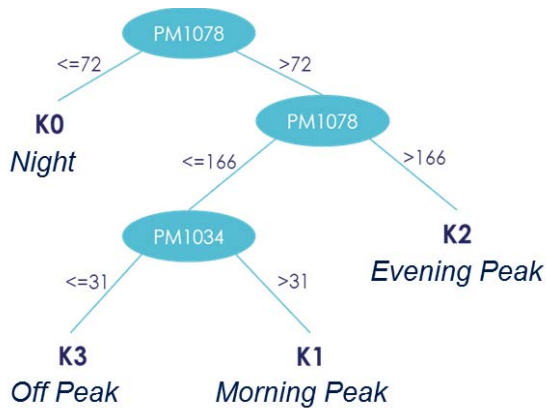 PM1078
<=72
>72
K0
Night
PM1078
<=166
>166
PM1034
K2
Evening Peak
<=31
>31
K3
Off Peak
K1
Morning Peak